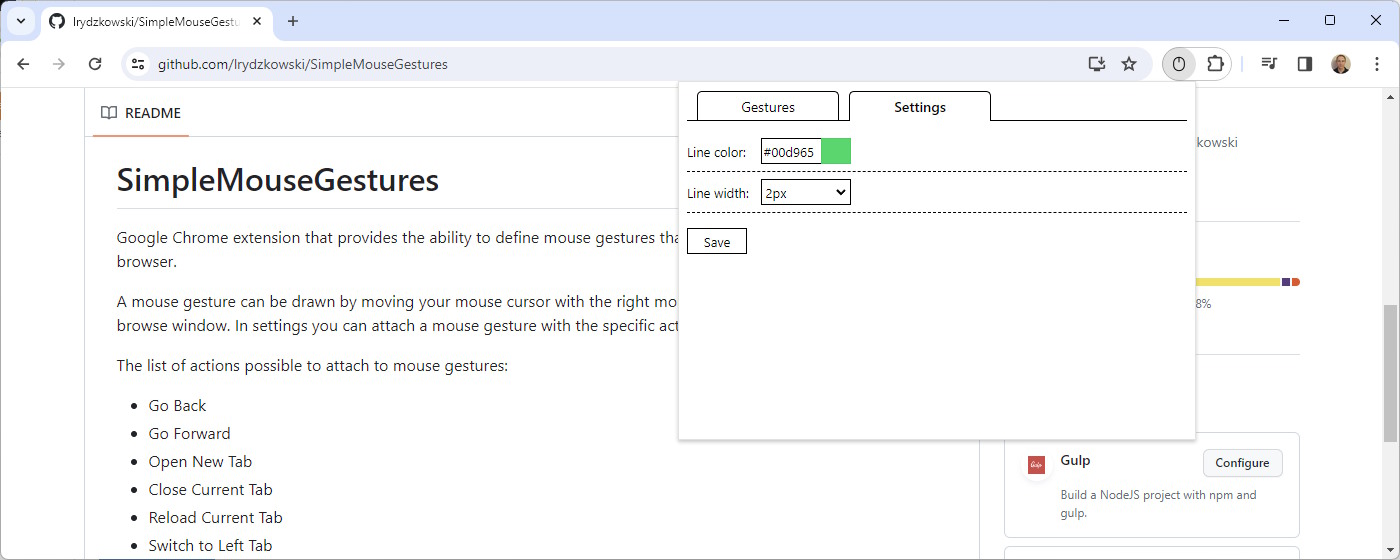 lrydzkowski/SimpleMouseGestu
github.com/lrydzkowski/SimpleMouseGestures
README
SimpleMouseGestures
Google Chrome extension that provides the ability to define mouse gestures tha
browser.
A mouse gesture can be drawn by moving your mouse cursor with the right mo
browse window. In settings you can attach a mouse gesture with the specific act
The list of actions possible to attach to mouse gestures:
Go Back
Go Forward
Open New Tab
Close Current Tab
Reload Current Tab
Switch to Left Tab
Gestures
Settings
Line color:
#00d965
Line width:
2px
Save
kowski
8%
Gulp
Configure
Build a NodeJS project with npm and
gulp.